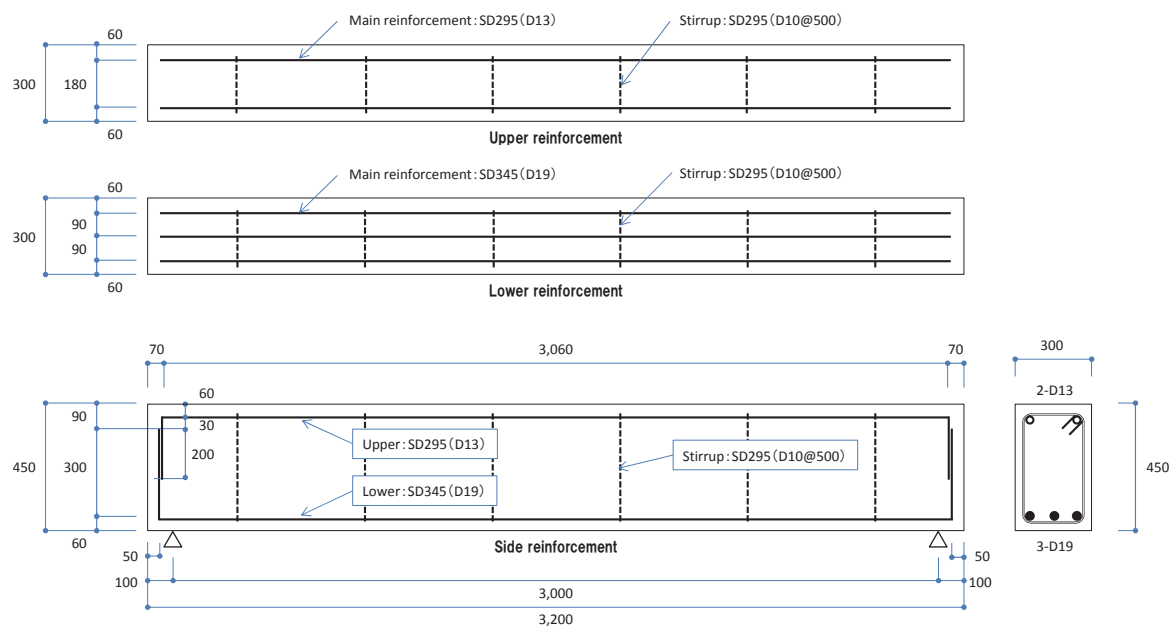 Main reinforcement：SD295（D13）
Stirrup：SD295（D10@500）
60
300
180
60
Upper reinforcement
Main reinforcement：SD345（D19）
Stirrup：SD295（D10@500）
60
300
90
90
60
Lower reinforcement
70
3,060
70
300
60
2-D13
90
30
Upper：SD295（D13）
200
Stirrup：SD295（D10@500）
450
300
450
Lower：SD345（D19）
60
Side reinforcement
3-D19
50
50
100
100
3,000
3,200